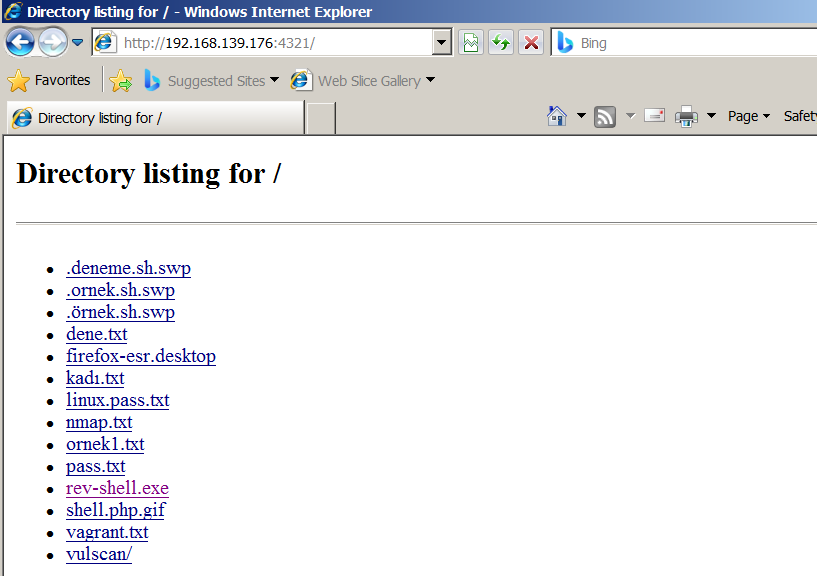 Directory listing for / - Windows Internet Explorer
http://192.168.139.176:4321/
Bing
Favorites
Suggested Sites
Web Slice Gallery
Directory listing for /
Page
Safet
Directory listing for /
.deneme.sh.swp
.ornek.sh.swp
.örnek.sh.swp
dene.txt
firefox-esr.desktop
kadı.txt
linux.pass.txt
nmap.txt
ornek1.txt
pass.txt
rev-shell.exe
shell.php.gif
vagrant.txt
vulscan/